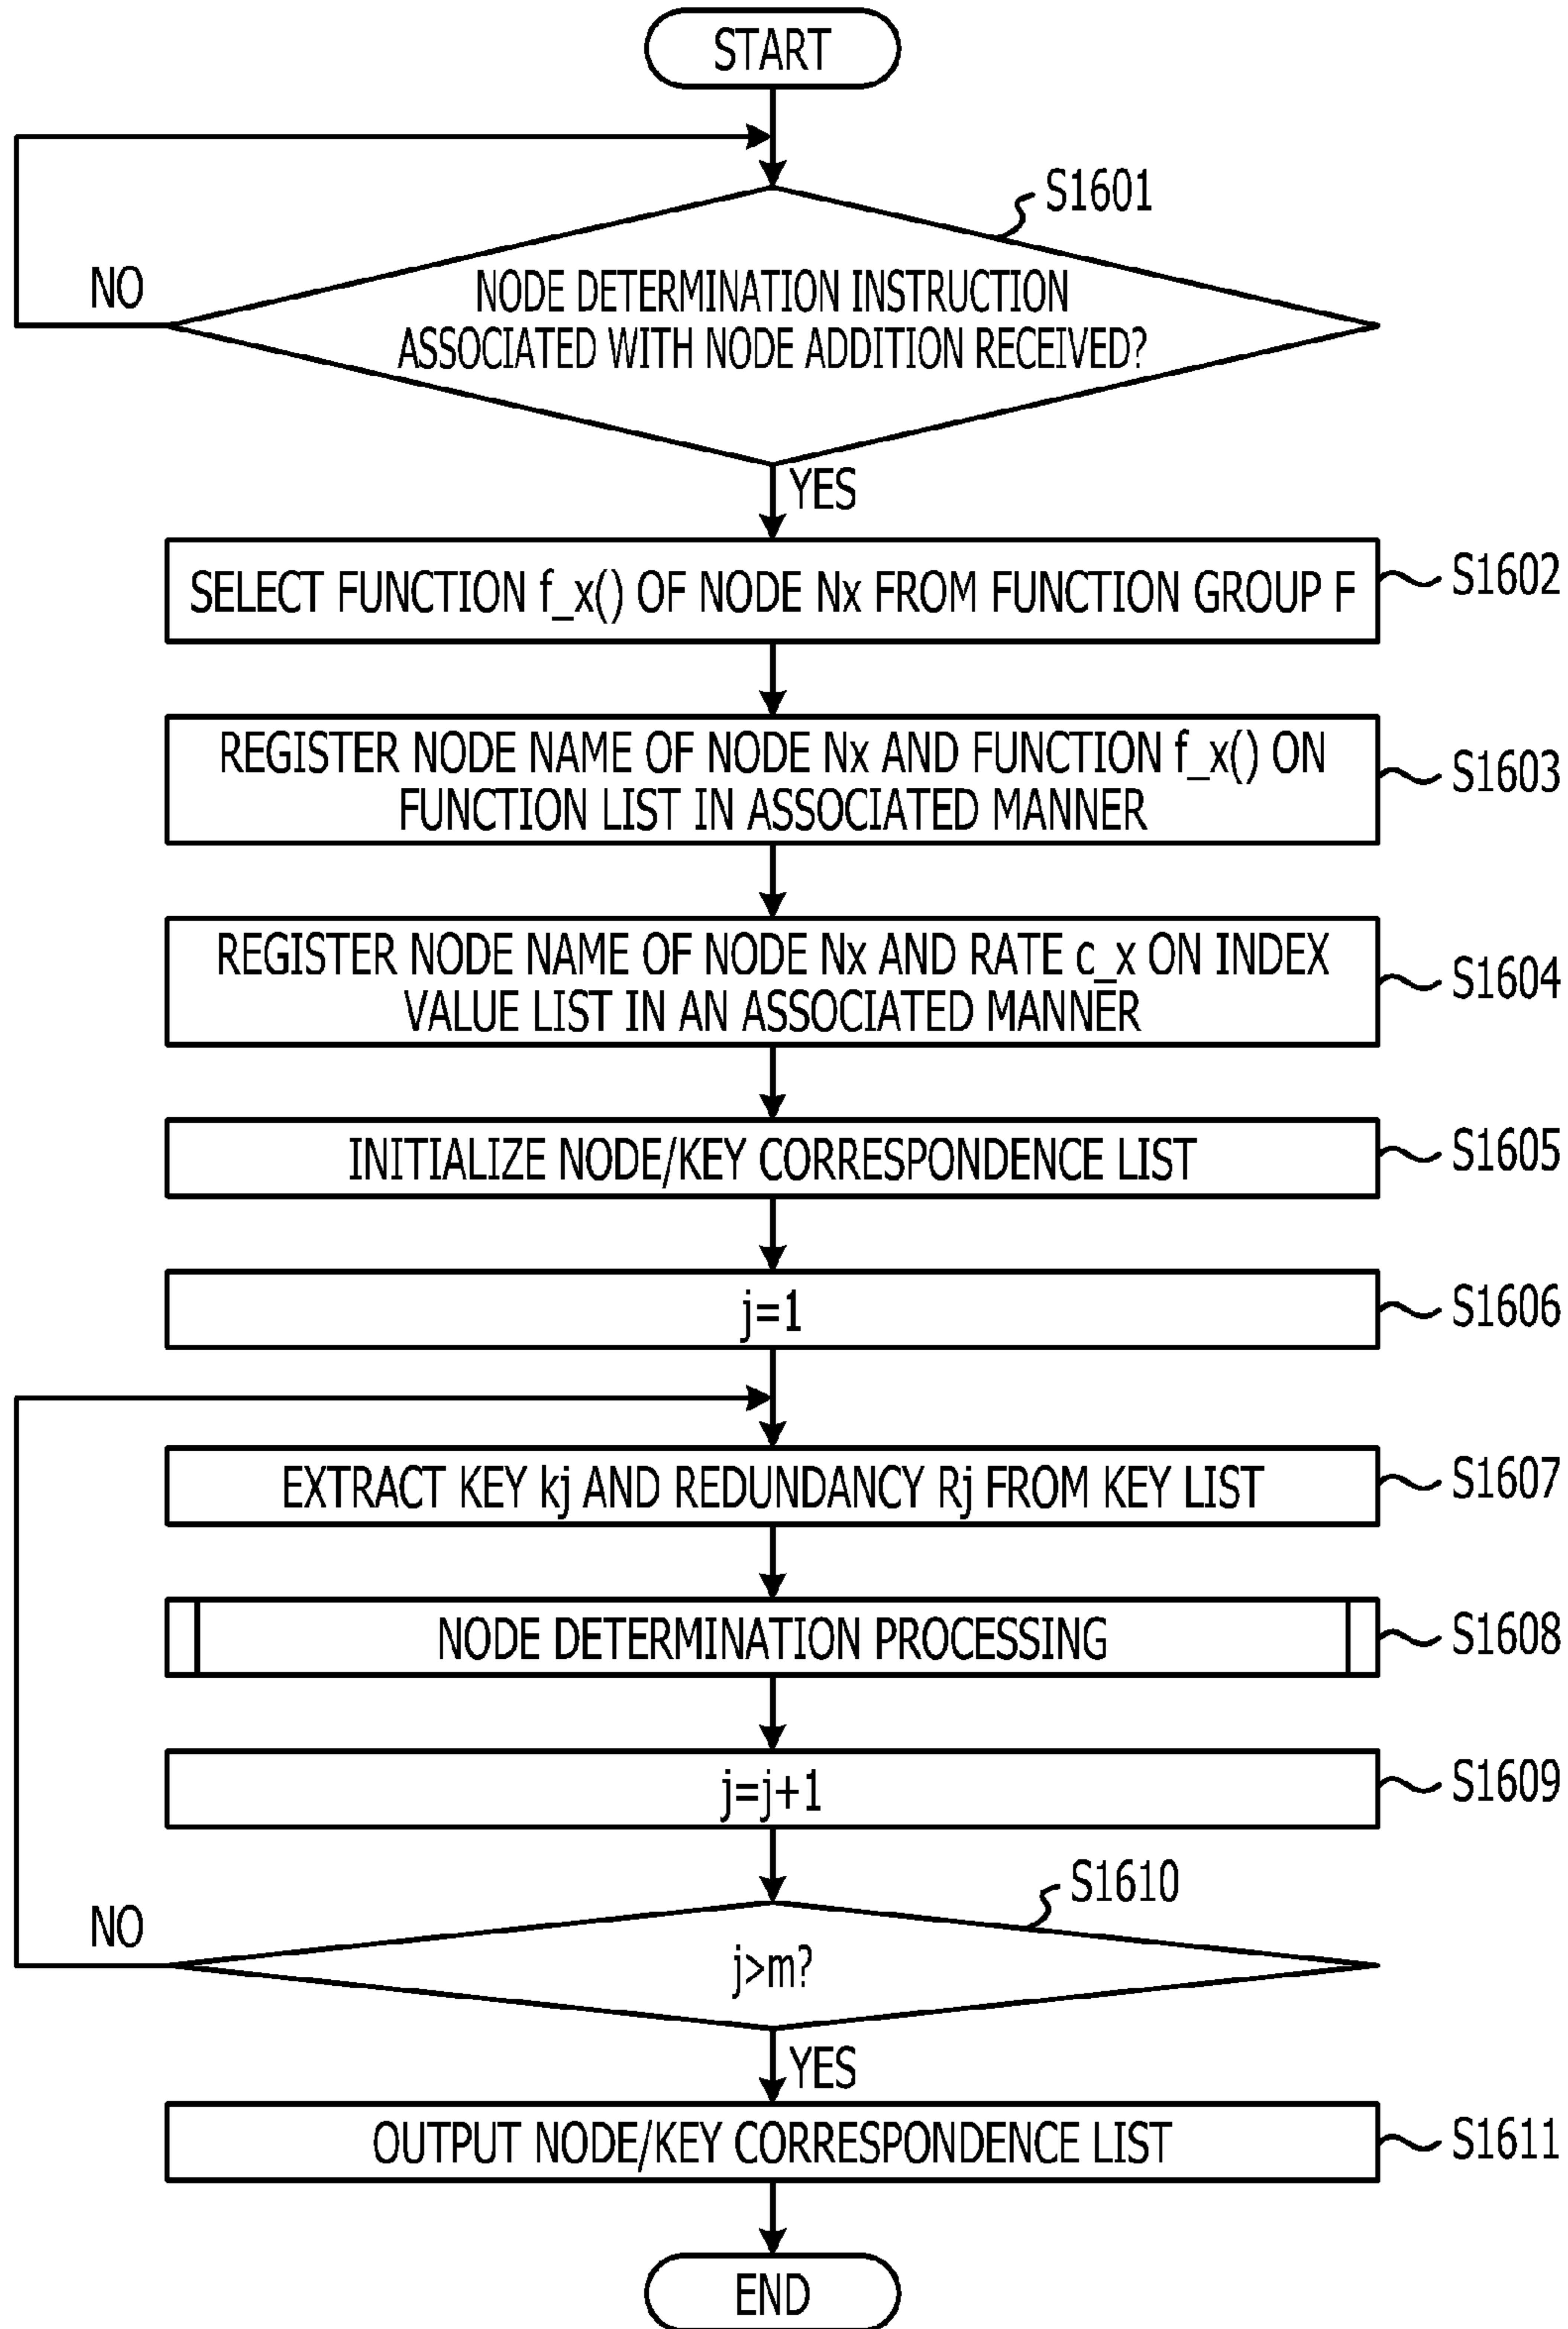 START
S1601
NODE DETERMINATION INSTRUCTION
ASSOCIATED WITH NODE ADDITION RECEIVED?
NO
YES
SELECT FUNCTION f_x() OF NODE Nx FROM FUNCTION GROUP F
S1602
REGISTER NODE NAME OF NODE Nx AND FUNCTION f_x() ON
FUNCTION LIST IN ASSOCIATED MANNER
S1603
REGISTER NODE NAME OF NODE Nx AND RATE c_x ON INDEX
VALUE LIST IN AN ASSOCIATED MANNER
S1604
INITIALIZE NODE/KEY CORRESPONDENCE LIST
S1605
j=1
S1606
EXTRACT KEY kj AND REDUNDANCY Rj FROM KEY LIST
S1607
NODE DETERMINATION PROCESSING
S1608
j=j+1
S1609
S1610
NO
j>m?
YES
OUTPUT NODE/KEY CORRESPONDENCE LIST
S1611
END